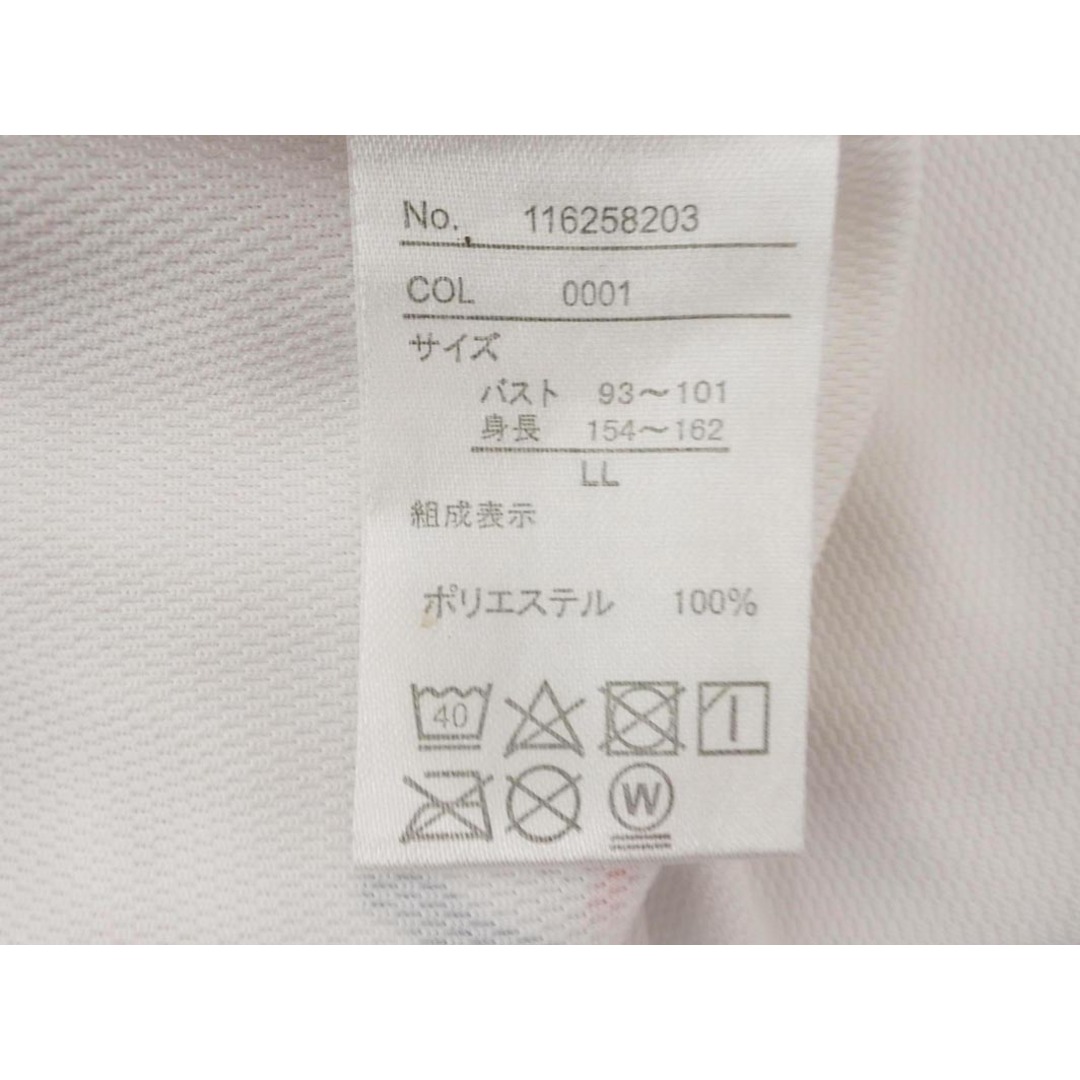 No. 116258203
COL 0001
サイズ
バスト 93～101
身長 154～162
LL
組成表示
ポリエステル 100%
40
W